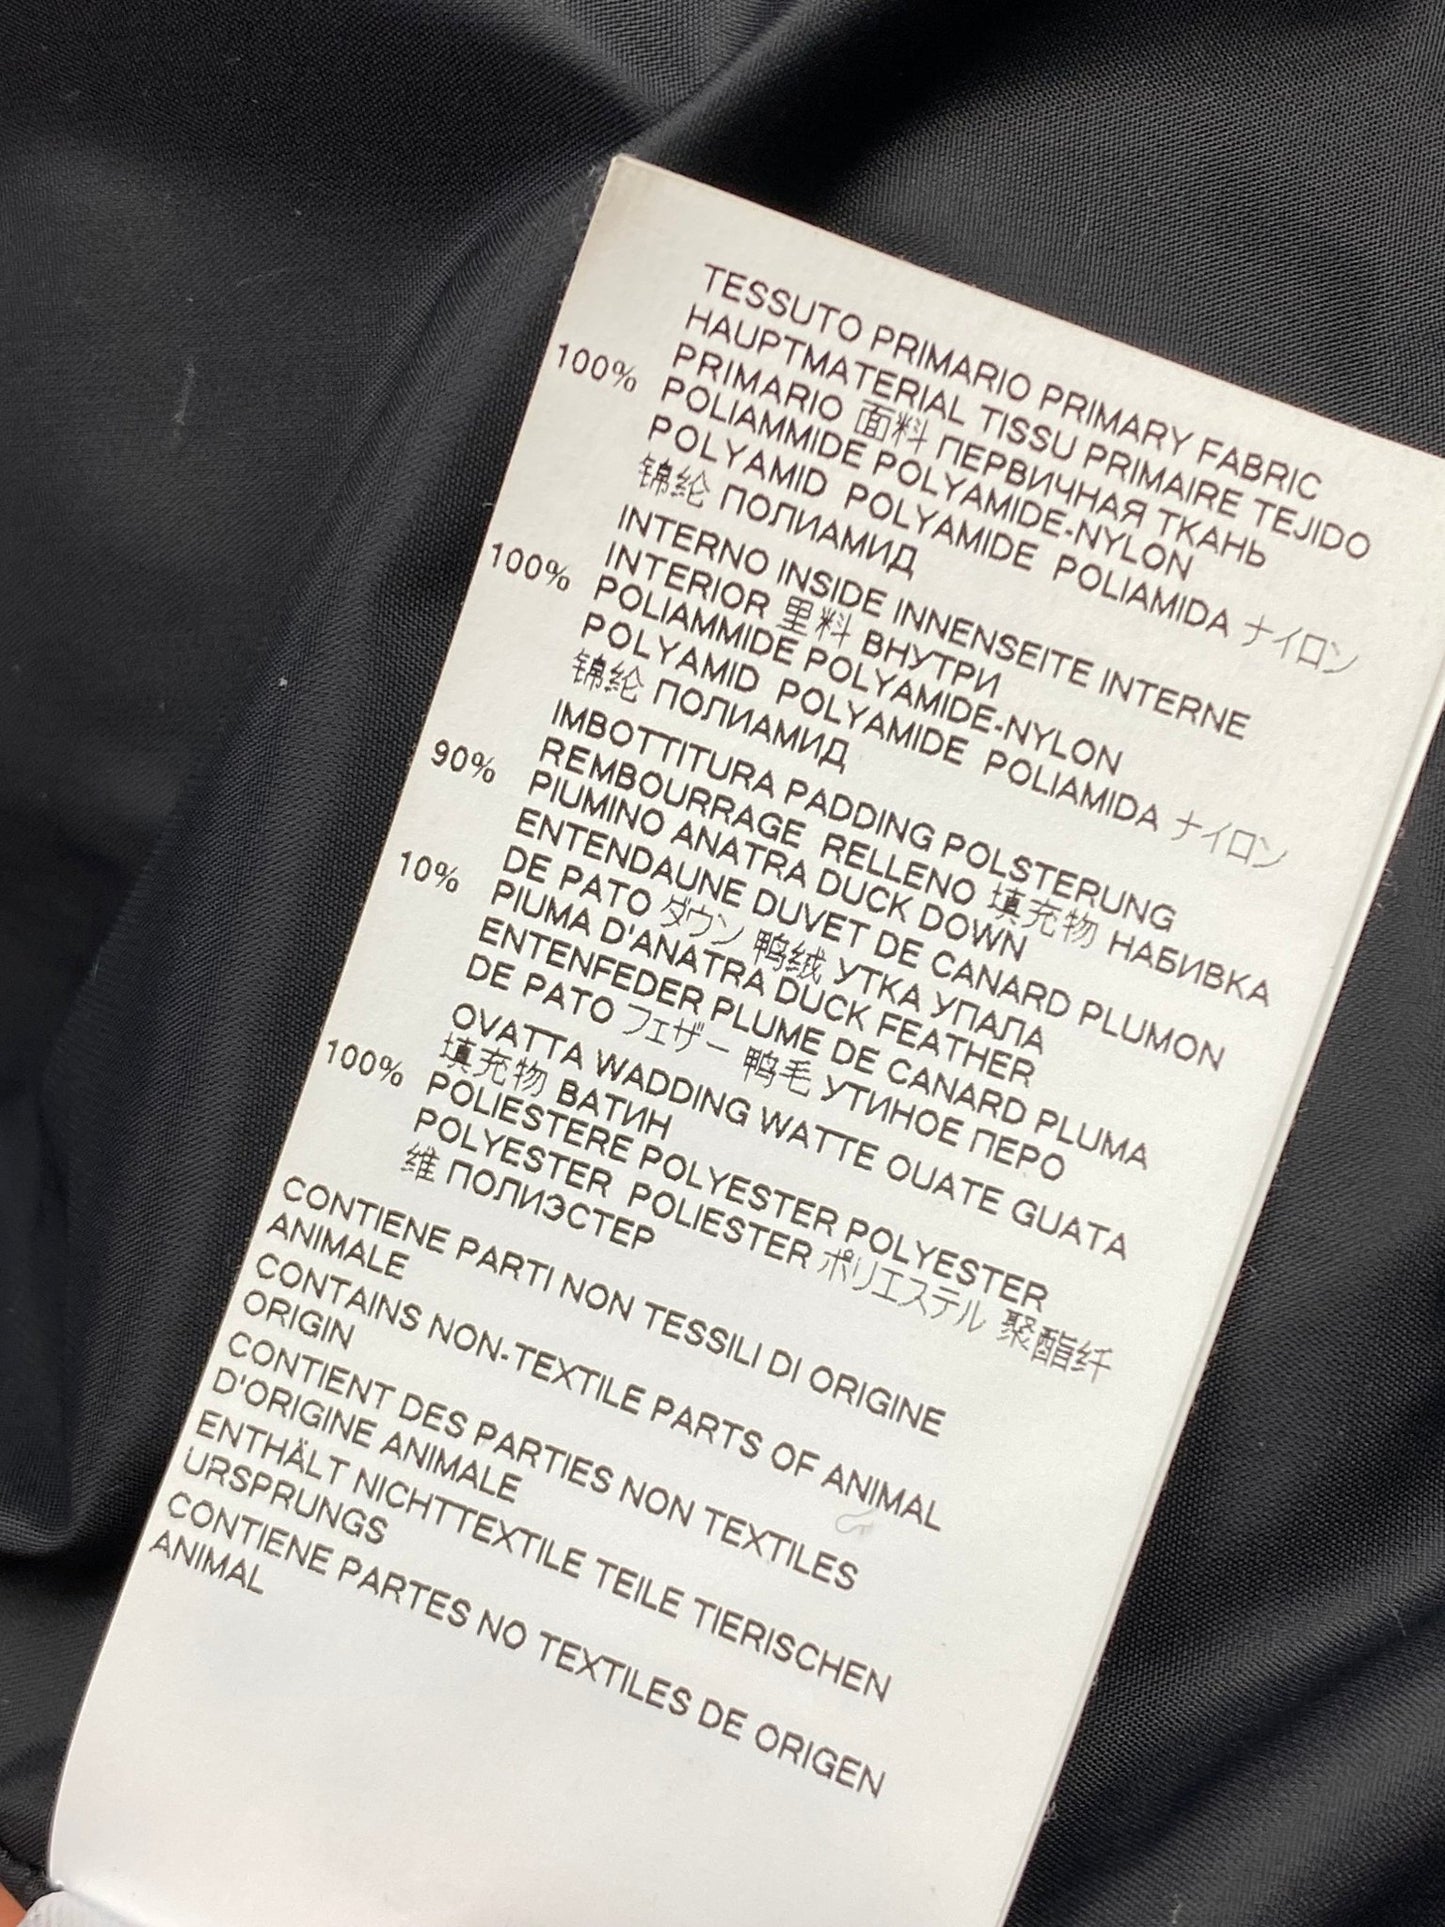 TESSUTO PRIMARIO PRIMARY FABRIC
HAUPTMATERIAL TISSU PRIMAIRE TEJIDO
PRIMARIO 面料 ПЕРВИЧНАЯ ТКАНЬ
100% POLIAMMIDE POLYAMIDE-NYLON
POLYAMID POLYAMIDE POLIAMIDA ナイロン
锦纶 ПОЛИАМИД
INTERNO INSIDE INNENSEITE INTERNE
INTERIOR 里料 ВНУТРИ
100% POLIAMMIDE POLYAMIDE-NYLON
POLYAMID POLYAMIDE POLIAMIDA ナイロン
锦纶 ПОЛИАМИД
IMBOTTITURA PADDING POLSTERUNG
REMBOURRAGE RELLENO 填充物 НАБИВКА
90% PIUMINO ANATRA DUCK DOWN
ENTENDAUNE DUVET DE CANARD PLUMON
DE PATO ダウン 鸭绒 УТКА УПАЛА
10% PIUMA D'ANATRA DUCK FEATHER
ENTENFEDER PLUME DE CANARD PLUMA
DE PATO フェザー 鸭毛 УТИНОЕ ПЕРО
OVATTA WADDING WATTE OUATE GUATA
填充物 ВАТИН
100% POLIESTERE POLYESTER POLYESTER
POLYESTER POLIESTER ポリエステル 聚酯纤
维 ПОЛИЭСТЕР
CONTIENE PARTI NON TESSILI DI ORIGINE
ANIMALE
CONTAINS NON-TEXTILE PARTS OF ANIMAL
ORIGIN
CONTIENT DES PARTIES NON TEXTILES
D'ORIGINE ANIMALE
ENTHÄLT NICHTTEXTILE TEILE TIERISCHEN
URSPRUNGS
CONTIENE PARTES NO TEXTILES DE ORIGEN
ANIMAL